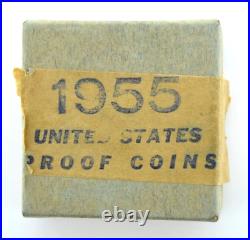 1955
UNITED STATES
PROOF COINS